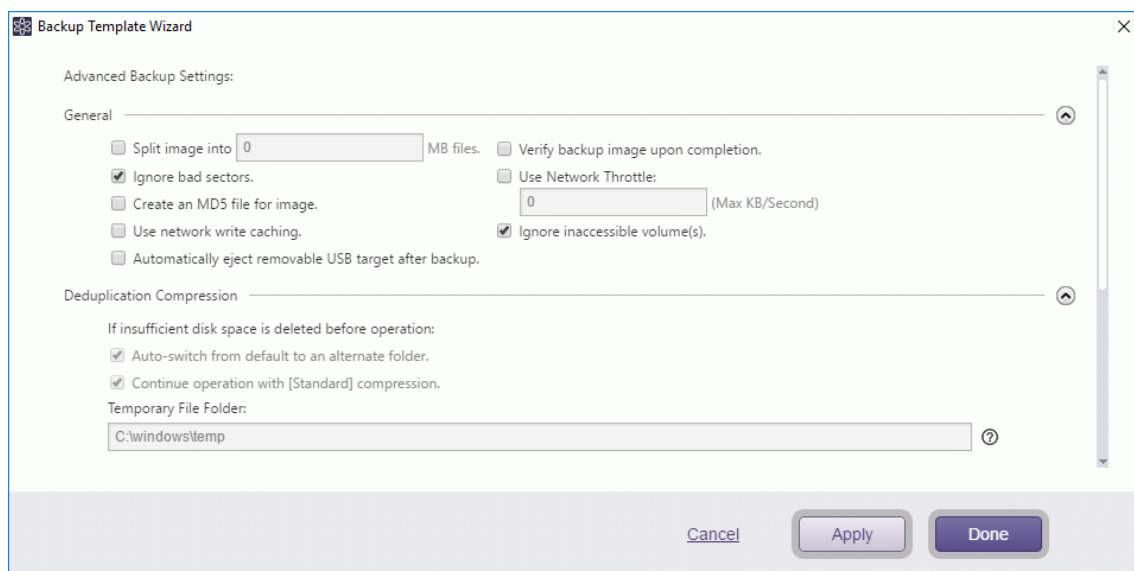 Backup Template Wizard
Advanced Backup Settings:
General
Split image into 0 MB files.
Verify backup image upon completion.
Ignore bad sectors.
Use Network Throttle:
Create an MD5 file for image.
0 (Max KB/Second)
Use network write caching.
Ignore inaccessible volume(s).
Automatically eject removable USB target after backup.
Deduplication Compression
If insufficient disk space is deleted before operation:
Auto-switch from default to an alternate folder.
Continue operation with [Standard] compression.
Temporary File Folder:
C:\windows\temp
Cancel
Apply
Done